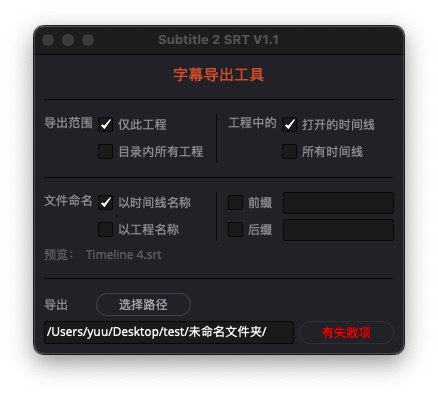 Subtitle 2 SRT V1.1
字幕导出工具
导出范围 仅此工程 工程中的 打开的时间线
目录内所有工程 所有时间线
文件命名 以时间线名称 前缀
以工程名称 后缀
预览： Timeline 4.srt
导出 选择路径
/Users/yuu/Desktop/test/未命名文件夹/ 有失败项